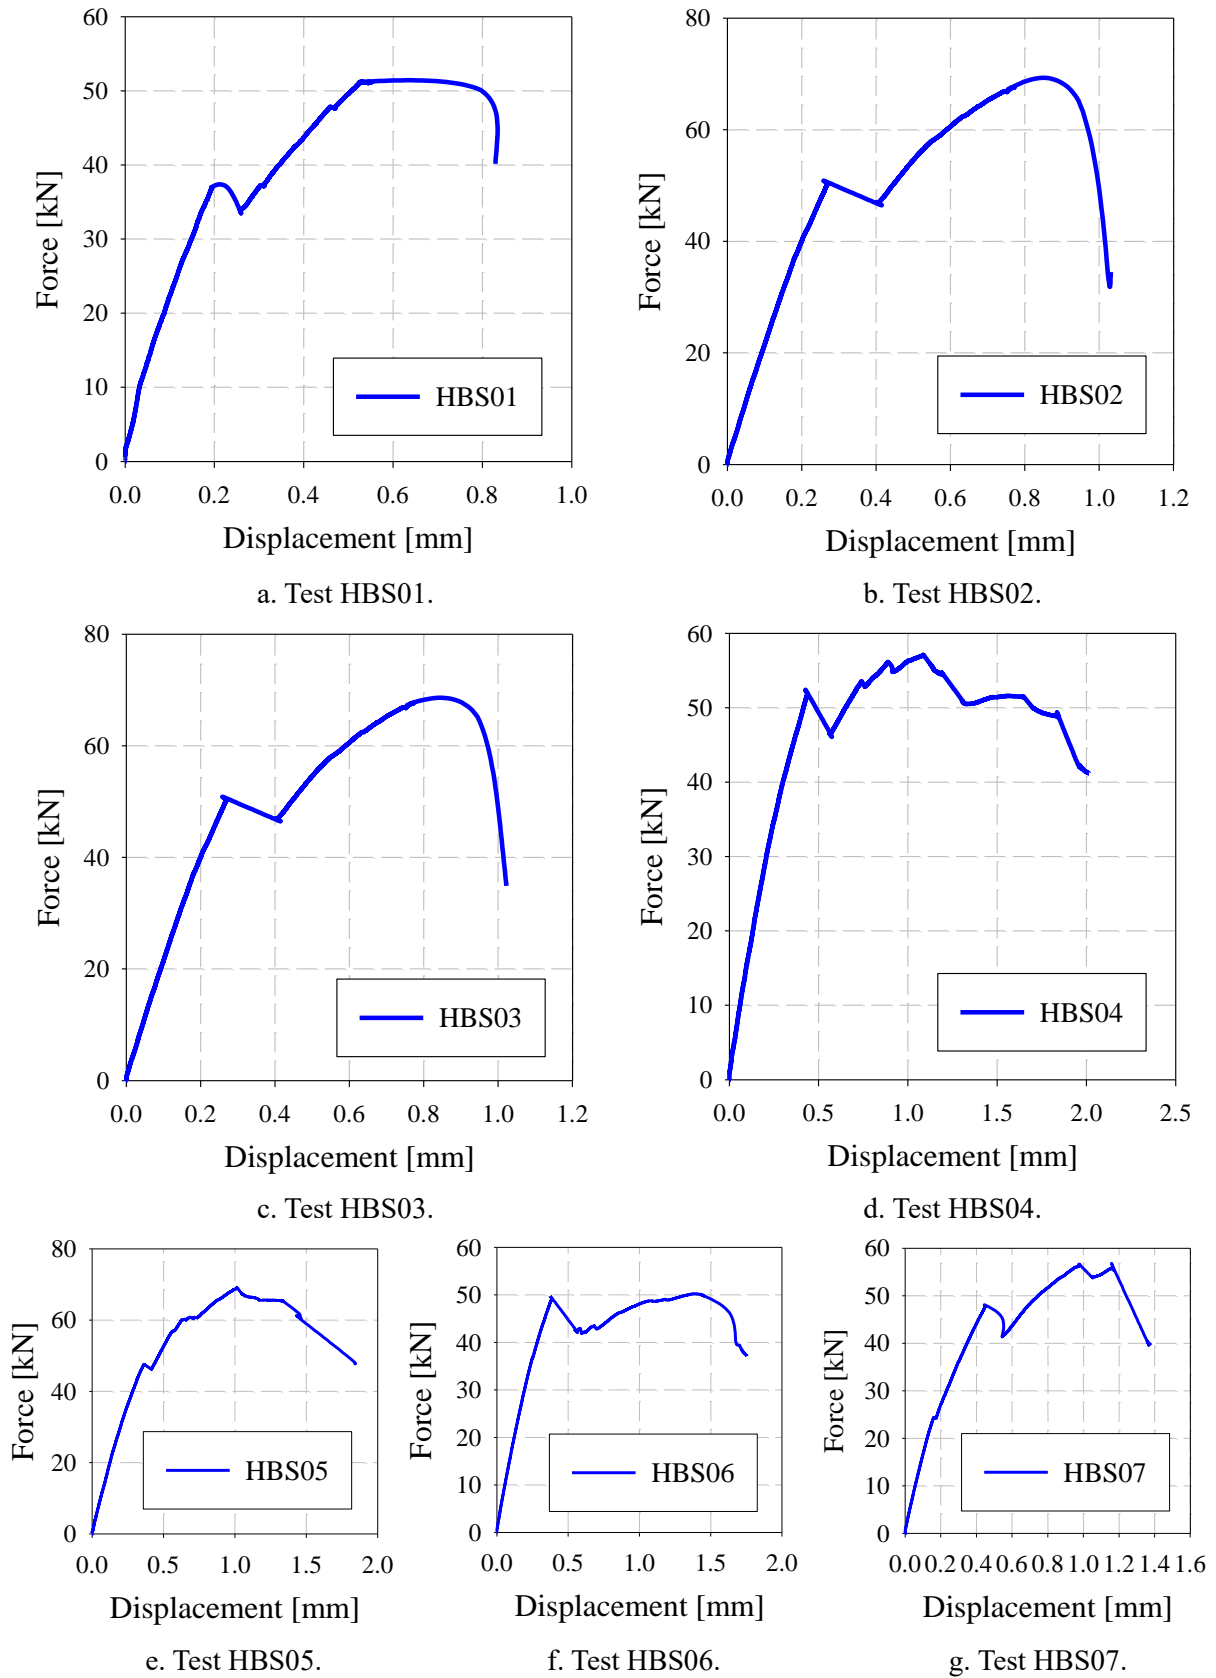 60
50
40
30
20
10
0
Force [kN]
HBS01
0.0 0.2 0.4 0.6 0.8 1.0
Displacement [mm]
a. Test HBS01.
80
60
40
20
0
Force [kN]
HBS02
0.0 0.2 0.4 0.6 0.8 1.0 1.2
Displacement [mm]
b. Test HBS02.
80
60
40
20
0
Force [kN]
HBS03
0.0 0.2 0.4 0.6 0.8 1.0 1.2
Displacement [mm]
c. Test HBS03.
60
50
40
30
20
10
0
Force [kN]
HBS04
0.0 0.5 1.0 1.5 2.0 2.5
Displacement [mm]
d. Test HBS04.
80
60
40
20
0
Force [kN]
HBS05
0.0 0.5 1.0 1.5 2.0
Displacement [mm]
e. Test HBS05.
60
50
40
30
20
10
0
Force [kN]
HBS06
0.0 0.5 1.0 1.5 2.0
Displacement [mm]
f. Test HBS06.
60
50
40
30
20
10
0
Force [kN]
HBS07
0.0 0.2 0.4 0.6 0.8 1.0 1.2 1.4 1.6
Displacement [mm]
g. Test HBS07.